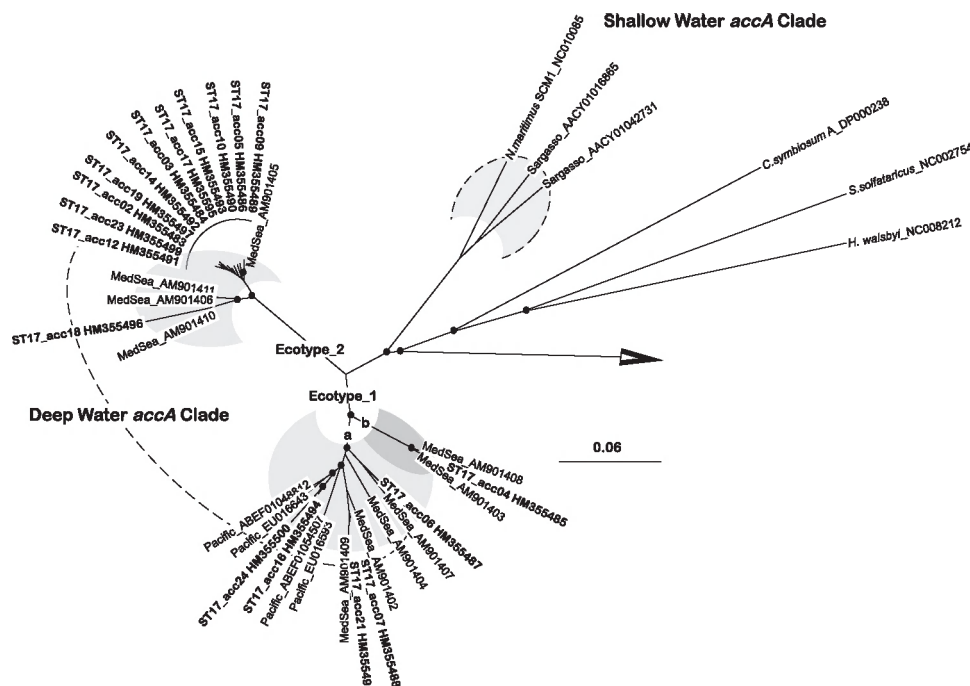 Shallow Water accA Clade
N.maritimus SCM1_NC010085
Sargasso_AACY01016865
Sargasso_AACY01042731
C.symbiosum A_DP000238
S.solfataricus_NC002754
H. walsbyi_NC008212
ST17_acc09 HM355489
MedSea_AM901405
ST17_acc05 HM355486
ST17_acc10 HM355490
ST17_acc15 HM355493
ST17_acc17 HM355595
ST17_acc03 HM355484
ST17_acc14 HM355492
ST17_acc19 HM355497
ST17_acc02 HM355483
ST17_acc23 HM355499
ST17_acc12 HM355491
MedSea_AM901411
MedSea_AM901406
ST17_acc18 HM355496
MedSea_AM901410
Ecotype_2
Ecotype_1
Deep Water accA Clade
a
b
0.06
MedSea_AM901408
ST17_acc04 HM355485
MedSea_AM901403
ST17_acc06 HM355487
MedSea_AM901407
MedSea_AM901404
MedSea_AM901402
ST17_acc07 HM355488
ST17_acc21 HM35549
MedSea_AM901409
Pacific_EU016593
Pacific_ABEF01054507
ST17_acc16 HM355494
ST17_acc24 HM355500
Pacific_EU016643
Pacific_ABEF01048812